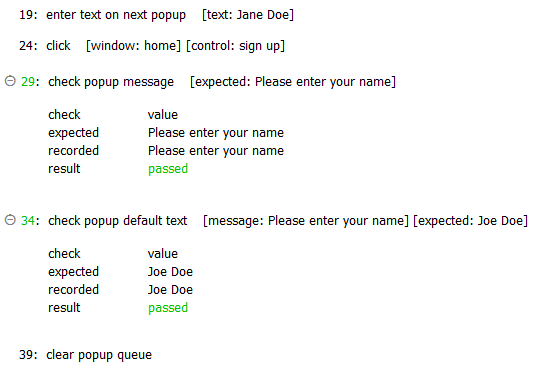 19: enter text on next popup [text: Jane Doe]
24: click [window: home] [control: sign up]
29: check popup message [expected: Please enter your name]
check value
expected Please enter your name
recorded Please enter your name
result passed
34: check popup default text [message: Please enter your name] [expected: Joe Doe]
check value
expected Joe Doe
recorded Joe Doe
result passed
39: clear popup queue